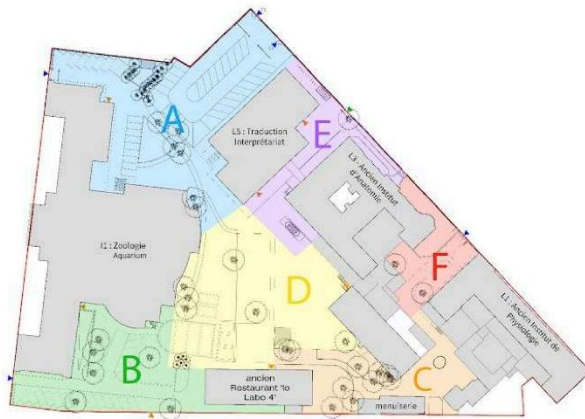 A
E
L5 : Traduction
Interprétariat
L3 : Ancien Institut
d'Anatomie
I1 : Zoologie
Aquarium
F
D
L1 : Ancien Institut de
Physiologie
B
ancien
Restaurant "le
Labo 4"
C
menuiserie